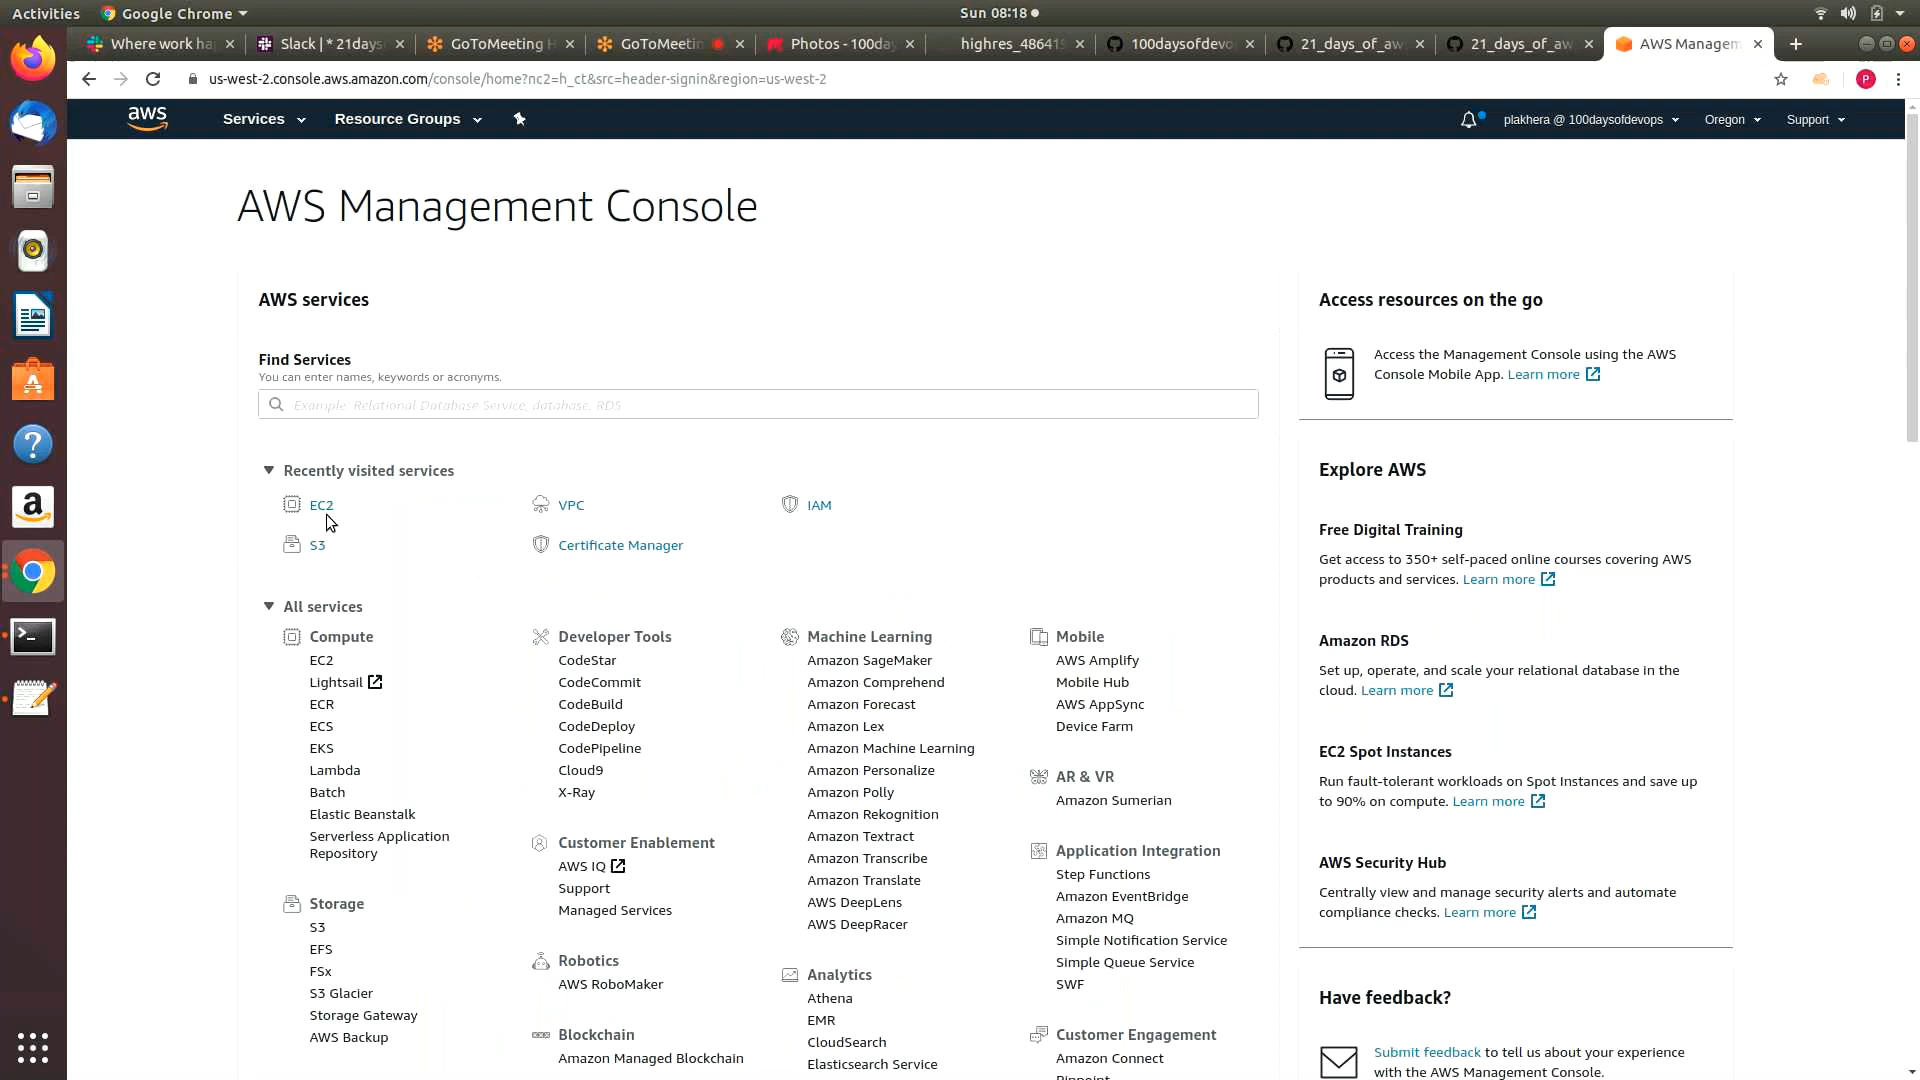 Activities
Google Chrome
Sun 08:18
Where work ha
Slack | * 21days
GoToMeeting H
GoToMeetin
Photos - 100day
highres_486419
100daysofdevo
21_days_of_aw
21_days_of_aw
AWS Managem
us-west-2.console.aws.amazon.com/console/home?nc2=h_ct&src=header-signin&region=us-west-2
P
aws
Services
Resource Groups
plakhera @ 100daysofdevops
Oregon
Support
AWS Management Console
AWS services
Find Services
You can enter names, keywords or acronyms.
Example: Relational Database Service, database, RDS
Recently visited services
EC2
VPC
IAM
S3
Certificate Manager
All services
Compute
EC2
Lightsail
ECR
ECS
EKS
Lambda
Batch
Elastic Beanstalk
Serverless Application
Repository
Storage
S3
EFS
FSx
S3 Glacier
Storage Gateway
AWS Backup
Developer Tools
CodeStar
CodeCommit
CodeBuild
CodeDeploy
CodePipeline
Cloud9
X-Ray
Customer Enablement
AWS IQ
Support
Managed Services
Robotics
AWS RoboMaker
Blockchain
Amazon Managed Blockchain
Machine Learning
Amazon SageMaker
Amazon Comprehend
Amazon Forecast
Amazon Lex
Amazon Machine Learning
Amazon Personalize
Amazon Polly
Amazon Rekognition
Amazon Textract
Amazon Transcribe
Amazon Translate
AWS DeepLens
AWS DeepRacer
Analytics
Athena
EMR
CloudSearch
Elasticsearch Service
Mobile
AWS Amplify
Mobile Hub
AWS AppSync
Device Farm
AR & VR
Amazon Sumerian
Application Integration
Step Functions
Amazon EventBridge
Amazon MQ
Simple Notification Service
Simple Queue Service
SWF
Customer Engagement
Amazon Connect
Pinpoint
Access resources on the go
Access the Management Console using the AWS
Console Mobile App. Learn more
Explore AWS
Free Digital Training
Get access to 350+ self-paced online courses covering AWS
products and services. Learn more
Amazon RDS
Set up, operate, and scale your relational database in the
cloud. Learn more
EC2 Spot Instances
Run fault-tolerant workloads on Spot Instances and save up
to 90% on compute. Learn more
AWS Security Hub
Centrally view and manage security alerts and automate
compliance checks. Learn more
Have feedback?
Submit feedback to tell us about your experience
with the AWS Management Console.